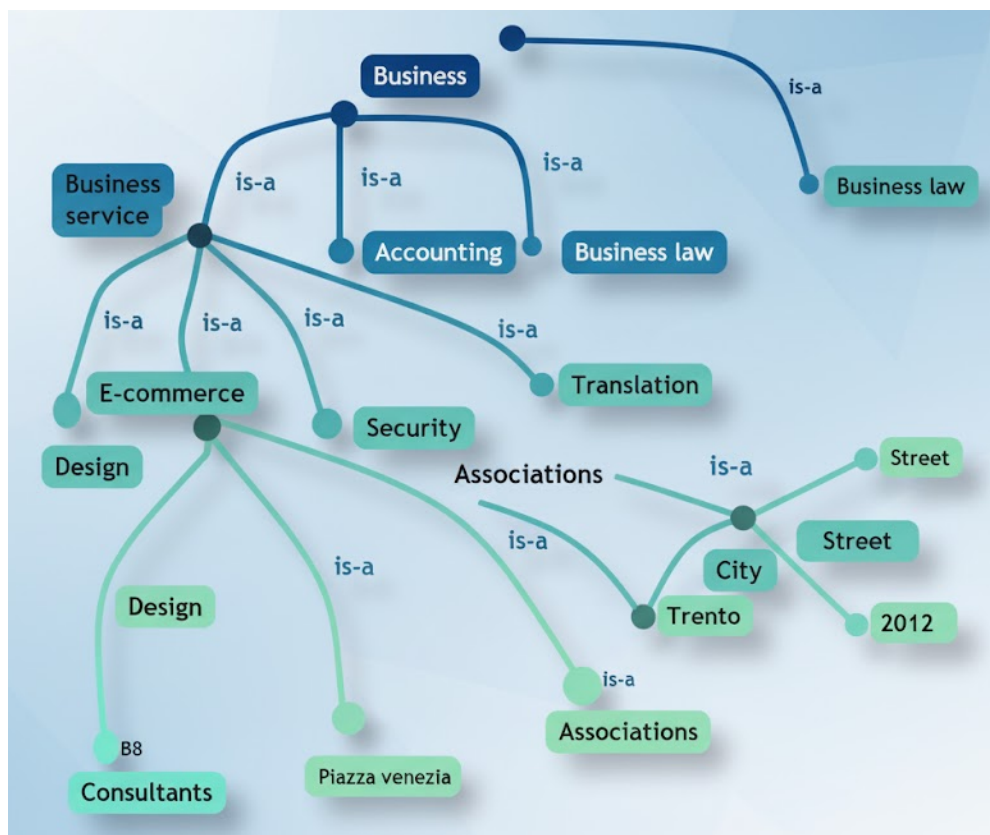 Business
is-a
Business law
Business
service
is-a
is-a
is-a
Accounting
Business law
is-a
is-a
is-a
is-a
E-commerce
Translation
Security
Design
Associations
is-a
Street
is-a
Street
City
Design
is-a
Trento
2012
is-a
Associations
B8
Piazza venezia
Consultants